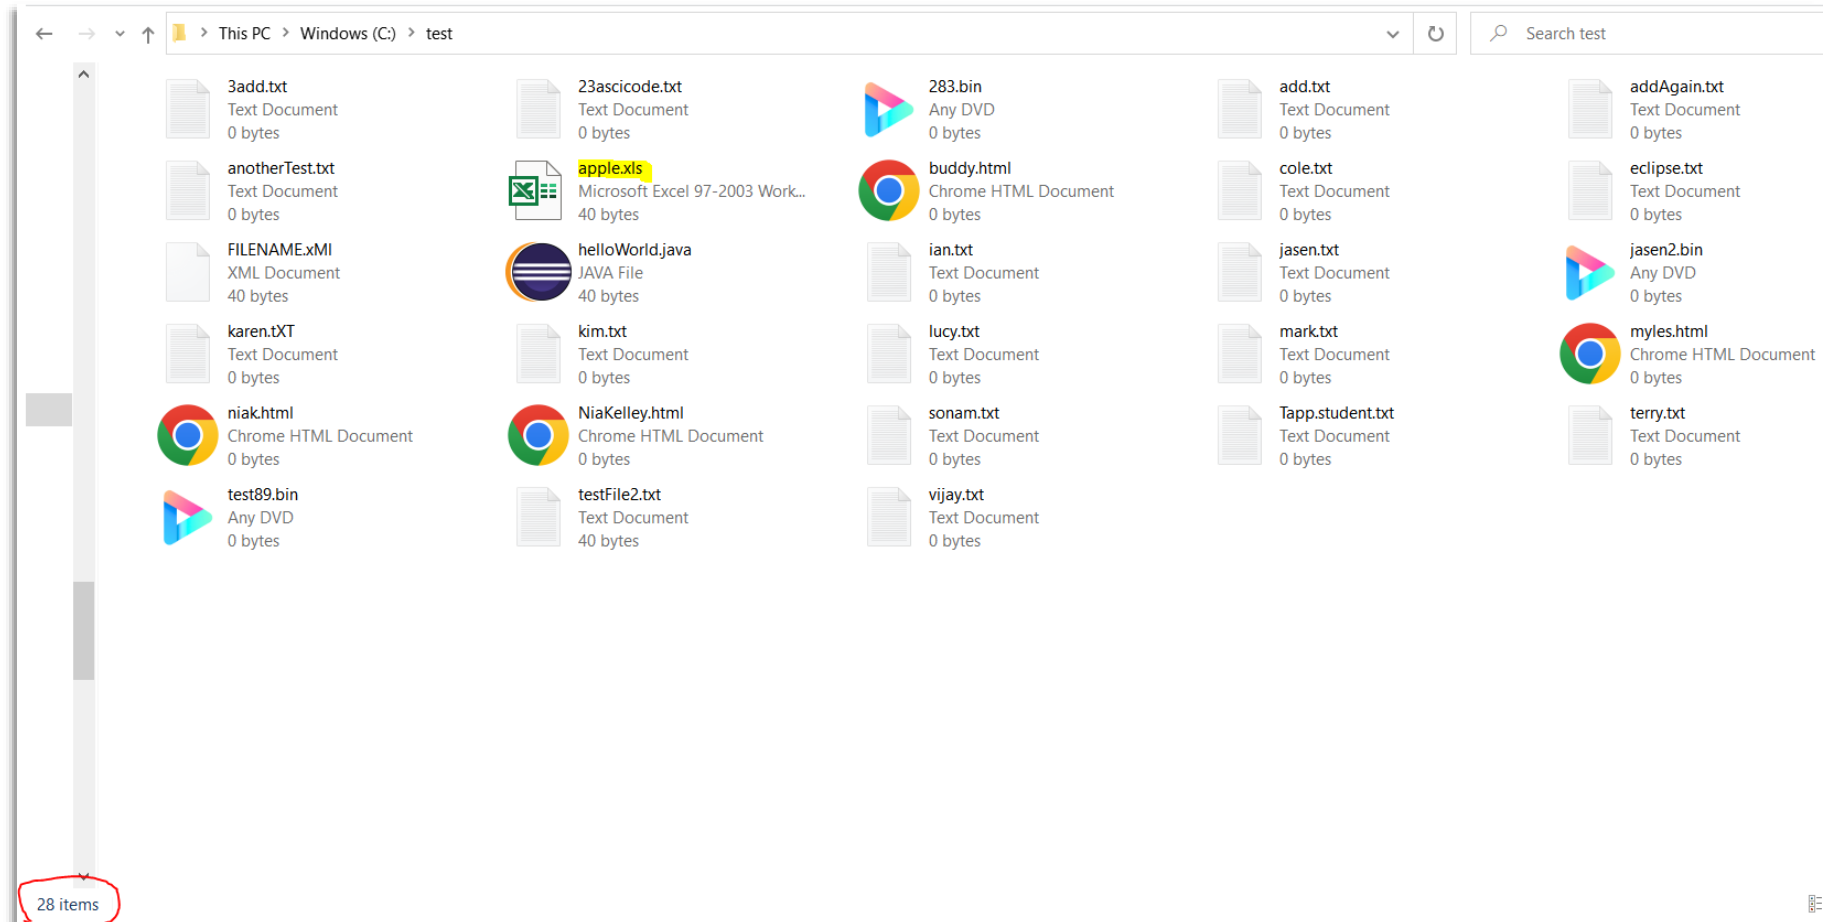 This PC > Windows (C:) > test
Search test
3add.txt
Text Document
0 bytes
23ascicode.txt
Text Document
0 bytes
283.bin
Any DVD
0 bytes
add.txt
Text Document
0 bytes
addAgain.txt
Text Document
0 bytes
anotherTest.txt
Text Document
0 bytes
apple.xls
Microsoft Excel 97-2003 Work...
40 bytes
buddy.html
Chrome HTML Document
0 bytes
cole.txt
Text Document
0 bytes
eclipse.txt
Text Document
0 bytes
FILENAME.xMl
XML Document
40 bytes
helloWorld.java
JAVA File
40 bytes
ian.txt
Text Document
0 bytes
jasen.txt
Text Document
0 bytes
jasen2.bin
Any DVD
0 bytes
karen.tXT
Text Document
0 bytes
kim.txt
Text Document
0 bytes
lucy.txt
Text Document
0 bytes
mark.txt
Text Document
0 bytes
myles.html
Chrome HTML Document
0 bytes
niak.html
Chrome HTML Document
0 bytes
NiaKelley.html
Chrome HTML Document
0 bytes
sonam.txt
Text Document
0 bytes
Tapp.student.txt
Text Document
0 bytes
terry.txt
Text Document
0 bytes
test89.bin
Any DVD
0 bytes
testFile2.txt
Text Document
40 bytes
vijay.txt
Text Document
0 bytes
28 items